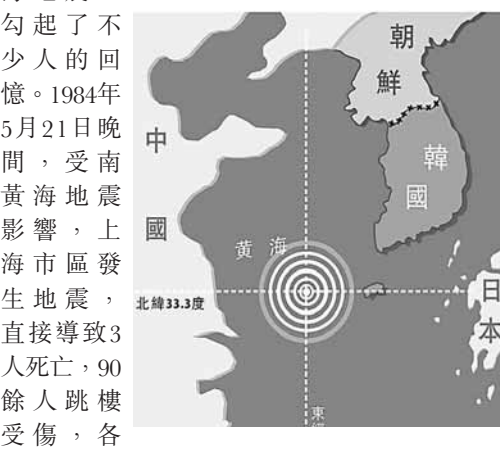 勾起了不
少人的回
憶。1984年
5月21日晚
間，受南
黃海地震
影響，上
海市區發
生地震，
直接導致3
人死亡，90
餘人跳樓
受傷，各
朝鮮
韓國
中國
黃海
北緯33.3度
日本
東